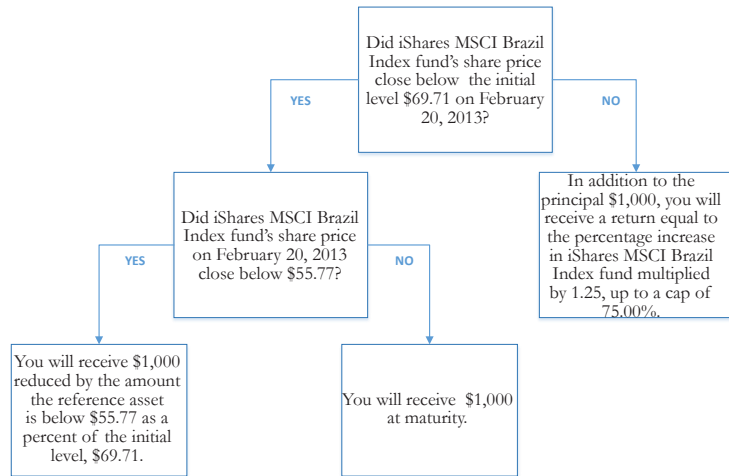 Did iShares MSCI Brazil
Index fund's share price
close below the initial
level $69.71 on February
20, 2013?
YES
NO
Did iShares MSCI Brazil
Index fund's share price
on February 20, 2013
close below $55.77?
In addition to the
principal $1,000, you will
receive a return equal to
the percentage increase
in iShares MSCI Brazil
Index fund multiplied
by 1.25, up to a cap of
75.00%.
YES
NO
You will receive $1,000
reduced by the amount
the reference asset
is below $55.77 as a
percent of the initial
level, $69.71.
You will receive $1,000
at maturity.